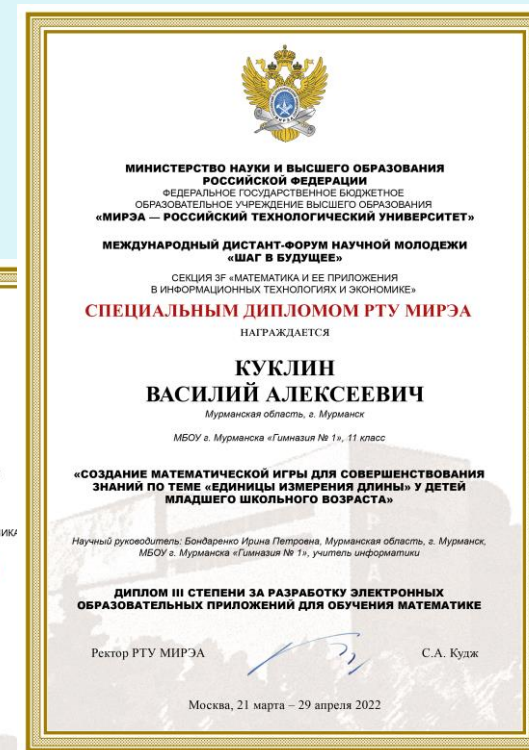 МИНИСТЕРСТВО НАУКИ И ВЫСШЕГО ОБРАЗОВАНИЯ
РОССИЙСКОЙ ФЕДЕРАЦИИ
ФЕДЕРАЛЬНОЕ ГОСУДАРСТВЕННОЕ БЮДЖЕТНОЕ
ОБРАЗОВАТЕЛЬНОЕ УЧРЕЖДЕНИЕ ВЫСШЕГО ОБРАЗОВАНИЯ
«МИРЭА — РОССИЙСКИЙ ТЕХНОЛОГИЧЕСКИЙ УНИВЕРСИТЕТ»
МЕЖДУНАРОДНЫЙ ДИСТАНТ-ФОРУМ НАУЧНОЙ МОЛОДЕЖИ
«ШАГ В БУДУЩЕЕ»
СЕКЦИЯ 3F «МАТЕМАТИКА И ЕЕ ПРИЛОЖЕНИЯ
В ИНФОРМАЦИОННЫХ ТЕХНОЛОГИЯХ И ЭКОНОМИКЕ»
СПЕЦИАЛЬНЫМ ДИПЛОМОМ РТУ МИРЭА
НАГРАЖДАЕТСЯ
КУКЛИН
ВАСИЛИЙ АЛЕКСЕЕВИЧ
Мурманская область, г. Мурманск
МБОУ г. Мурманска «Гимназия № 1», 11 класс
«СОЗДАНИЕ МАТЕМАТИЧЕСКОЙ ИГРЫ ДЛЯ СОВЕРШЕНСТВОВАНИЯ
ЗНАНИЙ ПО ТЕМЕ «ЕДИНИЦЫ ИЗМЕРЕНИЯ ДЛИНЫ» У ДЕТЕЙ
МЛАДШЕГО ШКОЛЬНОГО ВОЗРАСТА»
Научный руководитель: Бондаренко Ирина Петровна, Мурманская область, г. Мурманск,
МБОУ г. Мурманска «Гимназия № 1», учитель информатики
ДИПЛОМ III СТЕПЕНИ ЗА РАЗРАБОТКУ ЭЛЕКТРОННЫХ
ОБРАЗОВАТЕЛЬНЫХ ПРИЛОЖЕНИЙ ДЛЯ ОБУЧЕНИЯ МАТЕМАТИКЕ
Ректор РТУ МИРЭА С.А. Кудж
Москва, 21 марта – 29 апреля 2022